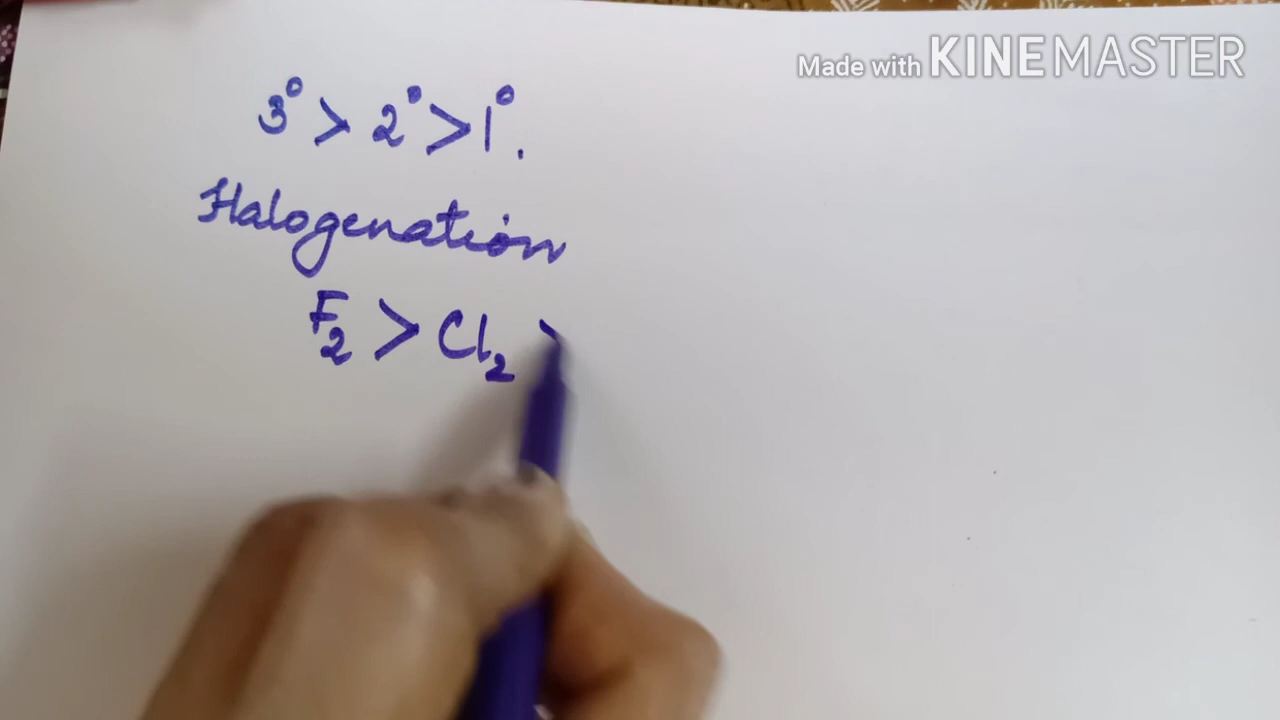 Made with KINEMASTER
3° > 2° > 1°.
Halogenation
F₂ > Cl₂ >